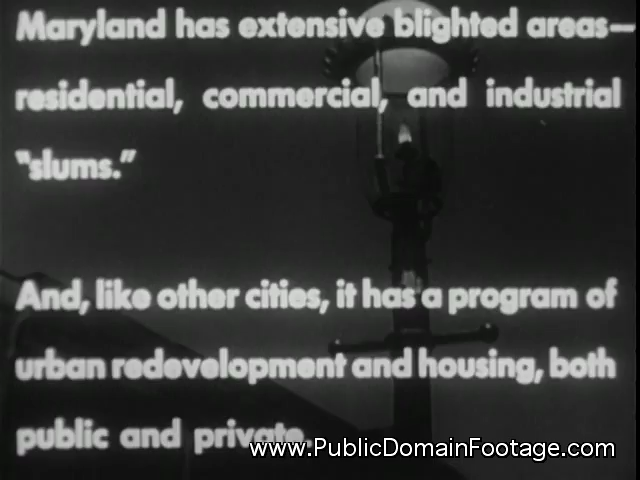 Maryland has extensive blighted areas—
residential, commercial, and industrial
"slums."
And, like other cities, it has a program of
urban redevelopment and housing, both
public and private.
www.PublicDomainFootage.com